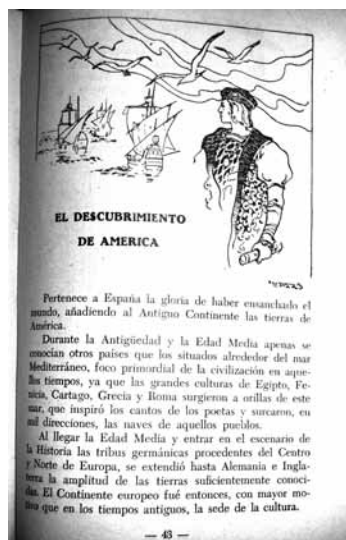 EL DESCUBRIMIENTO
DE AMERICA
Pertenece a España la gloria de haber ensanchado el
mundo, añadiendo al Antiguo Continente las tierras de
América.
Durante la Antigüedad y la Edad Media apenas se
conocían otros países que los situados alrededor del mar
Mediterráneo, foco primordial de la civilización en aque-
llos tiempos, ya que las grandes culturas de Egipto, Fe-
nicia, Cartago, Grecia y Roma surgieron a orillas de este
mar, que inspiró los cantos de los poetas y surcaron, en
mil direcciones, las naves de aquellos pueblos.
Al llegar la Edad Media y entrar en el escenario de
la Historia las tribus germánicas procedentes del Centro
y Norte de Europa, se extendió hasta Alemania e Ingla-
terra la amplitud de las tierras suficientemente conoci-
das. El Continente europeo fué entonces, con mayor mo-
tivo que en los tiempos antiguos, la sede de la cultura.
— 43 —